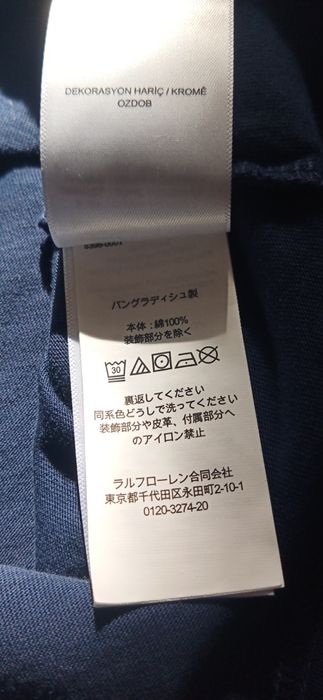 DEKORASYON HARİÇ / KROMĚ
OZDOB
バングラディシュ製
本体 : 綿100%
装飾部分を除く
30
裏返してください
同系色どうしで洗ってください
装飾部分や皮革、付属部分へ
のアイロン禁止
ラルフローレン合同会社
東京都千代田区永田町2-10-1
0120-3274-20